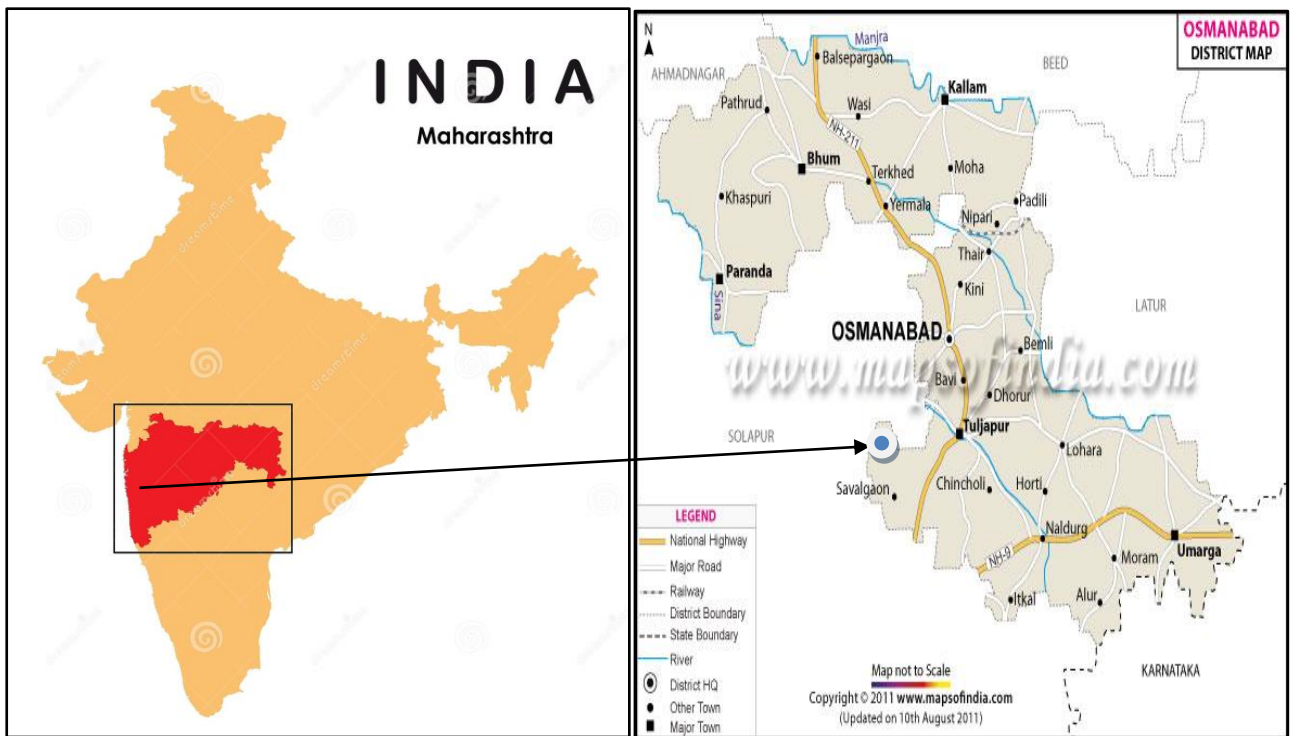 INDIA
Maharashtra
dreamstime
dreamstime
dreamstime
N
OSMANABAD
DISTRICT MAP
Manjra
BEED
AHMADNAGAR
Balsepargaon
Kallam
Pathrud
Wasi
NH-211
Bhum
Terkhed
Moha
Khaspuri
Yermala
Padili
Nipari
Thair
Paranda
Kini
Sina
LATUR
OSMANABAD
Bemli
www.mapsofindia.com
Bavi
Dhorur
SOLAPUR
Tuljapur
Lohara
Savalgaon
Chincholi
Horti
Naldurg
NH-9
Umarga
Moram
Itkal
Alur
KARNATAKA
LEGEND
National Highway
Major Road
Railway
District Boundary
State Boundary
River
District HQ
Other Town
Major Town
Map not to Scale
Copyright © 2011 www.mapsofindia.com
(Updated on 10th August 2011)